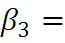 β₃ =